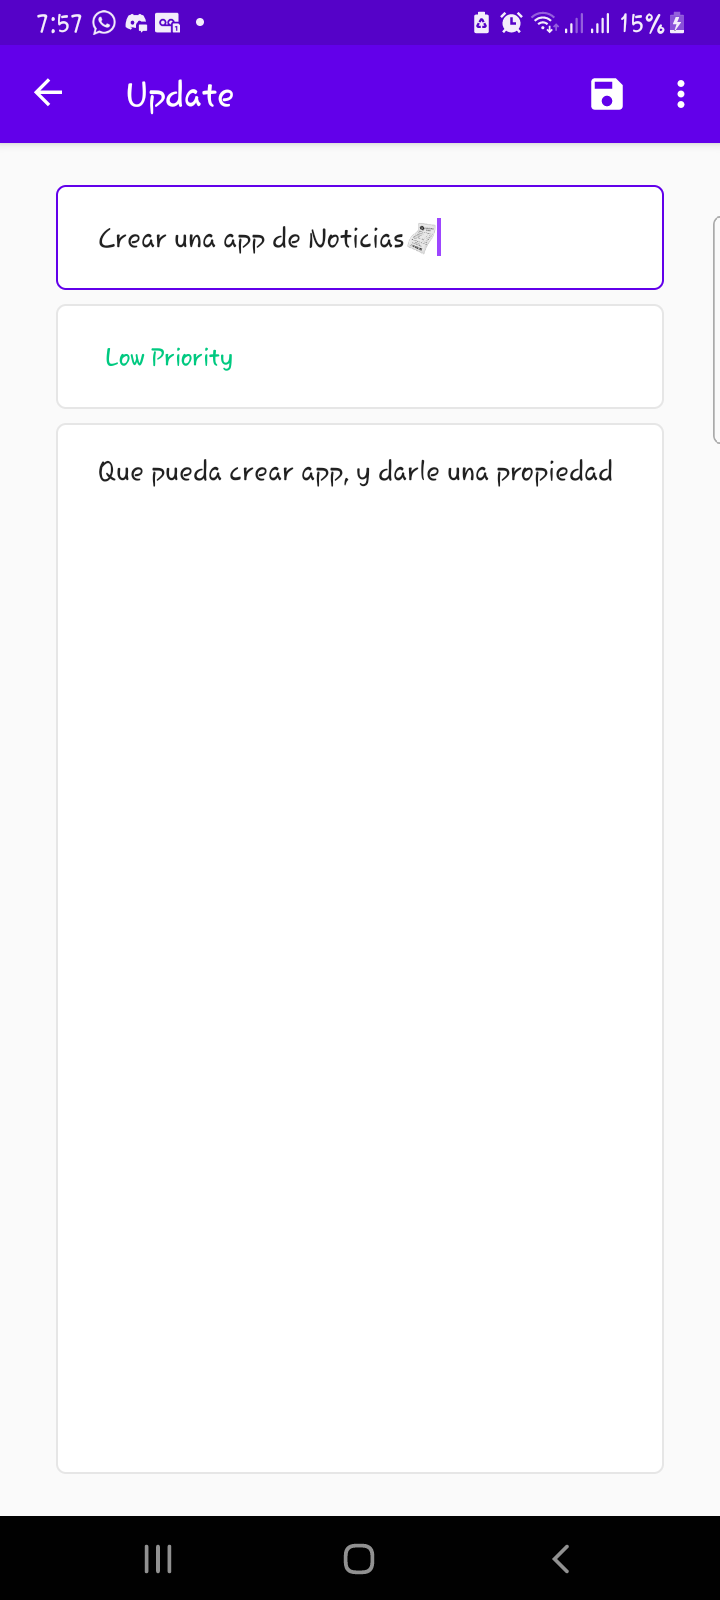 7:57 15%
Update
Crear una app de Noticias
Low Priority
Que pueda crear app, y darle una propiedad